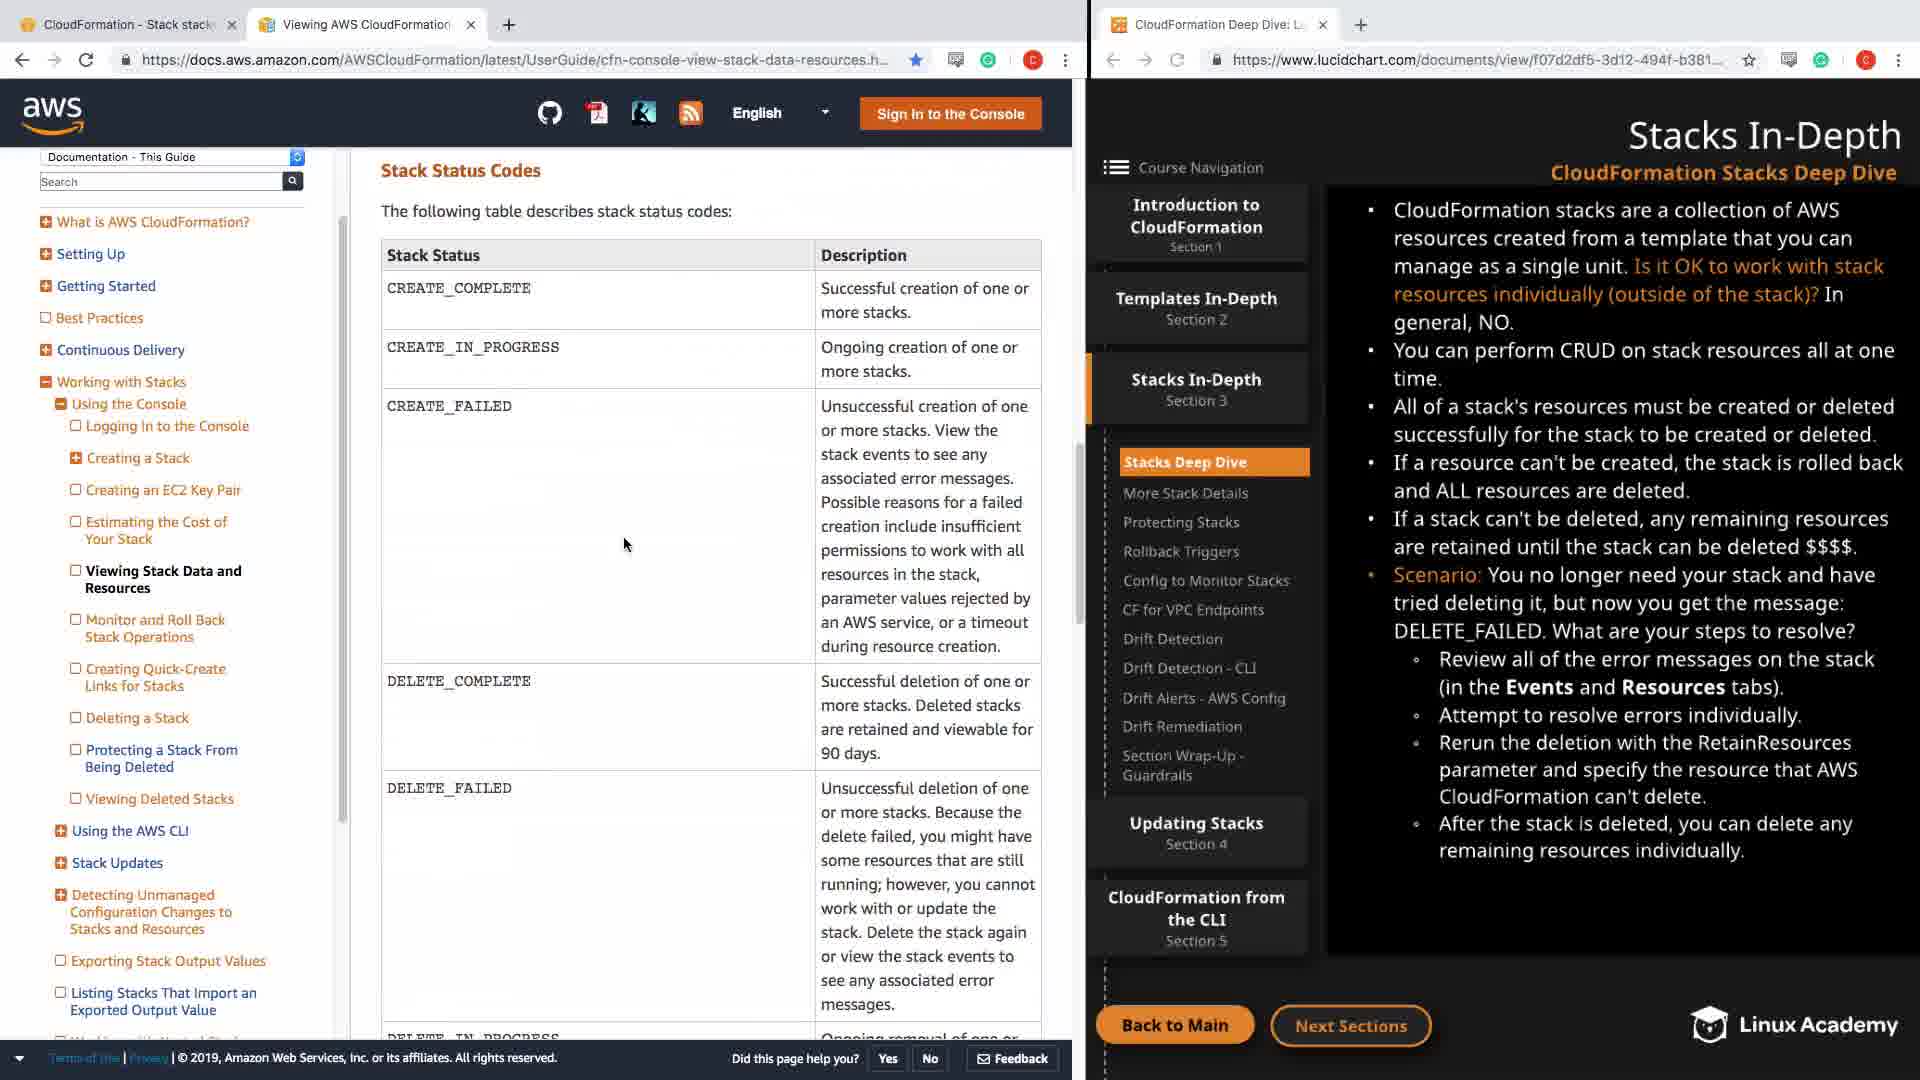 CloudFormation - Stack stack
Viewing AWS CloudFormation
CloudFormation Deep Dive: L
https://docs.aws.amazon.com/AWSCloudFormation/latest/UserGuide/cfn-console-view-stack-data-resources.h...
C
https://www.lucidchart.com/documents/view/f07d2df5-3d12-494f-b381...
C
aws
English
Sign In to the Console
Documentation - This Guide
Search
What is AWS CloudFormation?
Setting Up
Getting Started
Best Practices
Continuous Delivery
Working with Stacks
Using the Console
Logging In to the Console
Creating a Stack
Creating an EC2 Key Pair
Estimating the Cost of
Your Stack
Viewing Stack Data and
Resources
Monitor and Roll Back
Stack Operations
Creating Quick-Create
Links for Stacks
Deleting a Stack
Protecting a Stack From
Being Deleted
Viewing Deleted Stacks
Using the AWS CLI
Stack Updates
Detecting Unmanaged
Configuration Changes to
Stacks and Resources
Exporting Stack Output Values
Listing Stacks That Import an
Exported Output Value
Stack Status Codes
The following table describes stack status codes:
Stack Status
Description
CREATE_COMPLETE
Successful creation of one or
more stacks.
CREATE_IN_PROGRESS
Ongoing creation of one or
more stacks.
CREATE_FAILED
Unsuccessful creation of one
or more stacks. View the
stack events to see any
associated error messages.
Possible reasons for a failed
creation include insufficient
permissions to work with all
resources in the stack,
parameter values rejected by
an AWS service, or a timeout
during resource creation.
DELETE_COMPLETE
Successful deletion of one or
more stacks. Deleted stacks
are retained and viewable for
90 days.
DELETE_FAILED
Unsuccessful deletion of one
or more stacks. Because the
delete failed, you might have
some resources that are still
running; however, you cannot
work with or update the
stack. Delete the stack again
or view the stack events to
see any associated error
messages.
DELETE_IN_PROGRESS
Ongoing removal of one or
Terms of Use | Privacy | © 2019, Amazon Web Services, Inc. or its affiliates. All rights reserved.
Did this page help you?
Yes
No
Feedback
Stacks In-Depth
CloudFormation Stacks Deep Dive
Course Navigation
Introduction to
CloudFormation
Section 1
Templates In-Depth
Section 2
Stacks In-Depth
Section 3
Stacks Deep Dive
More Stack Details
Protecting Stacks
Rollback Triggers
Config to Monitor Stacks
CF for VPC Endpoints
Drift Detection
Drift Detection - CLI
Drift Alerts - AWS Config
Drift Remediation
Section Wrap-Up -
Guardrails
Updating Stacks
Section 4
CloudFormation from
the CLI
Section 5
• CloudFormation stacks are a collection of AWS
resources created from a template that you can
manage as a single unit. Is it OK to work with stack
resources individually (outside of the stack)? In
general, NO.
• You can perform CRUD on stack resources all at one
time.
• All of a stack's resources must be created or deleted
successfully for the stack to be created or deleted.
• If a resource can't be created, the stack is rolled back
and ALL resources are deleted.
• If a stack can't be deleted, any remaining resources
are retained until the stack can be deleted $$$$.
• Scenario: You no longer need your stack and have
tried deleting it, but now you get the message:
DELETE_FAILED. What are your steps to resolve?
◦ Review all of the error messages on the stack
(in the Events and Resources tabs).
◦ Attempt to resolve errors individually.
◦ Rerun the deletion with the RetainResources
parameter and specify the resource that AWS
CloudFormation can't delete.
◦ After the stack is deleted, you can delete any
remaining resources individually.
Back to Main
Next Sections
Linux Academy